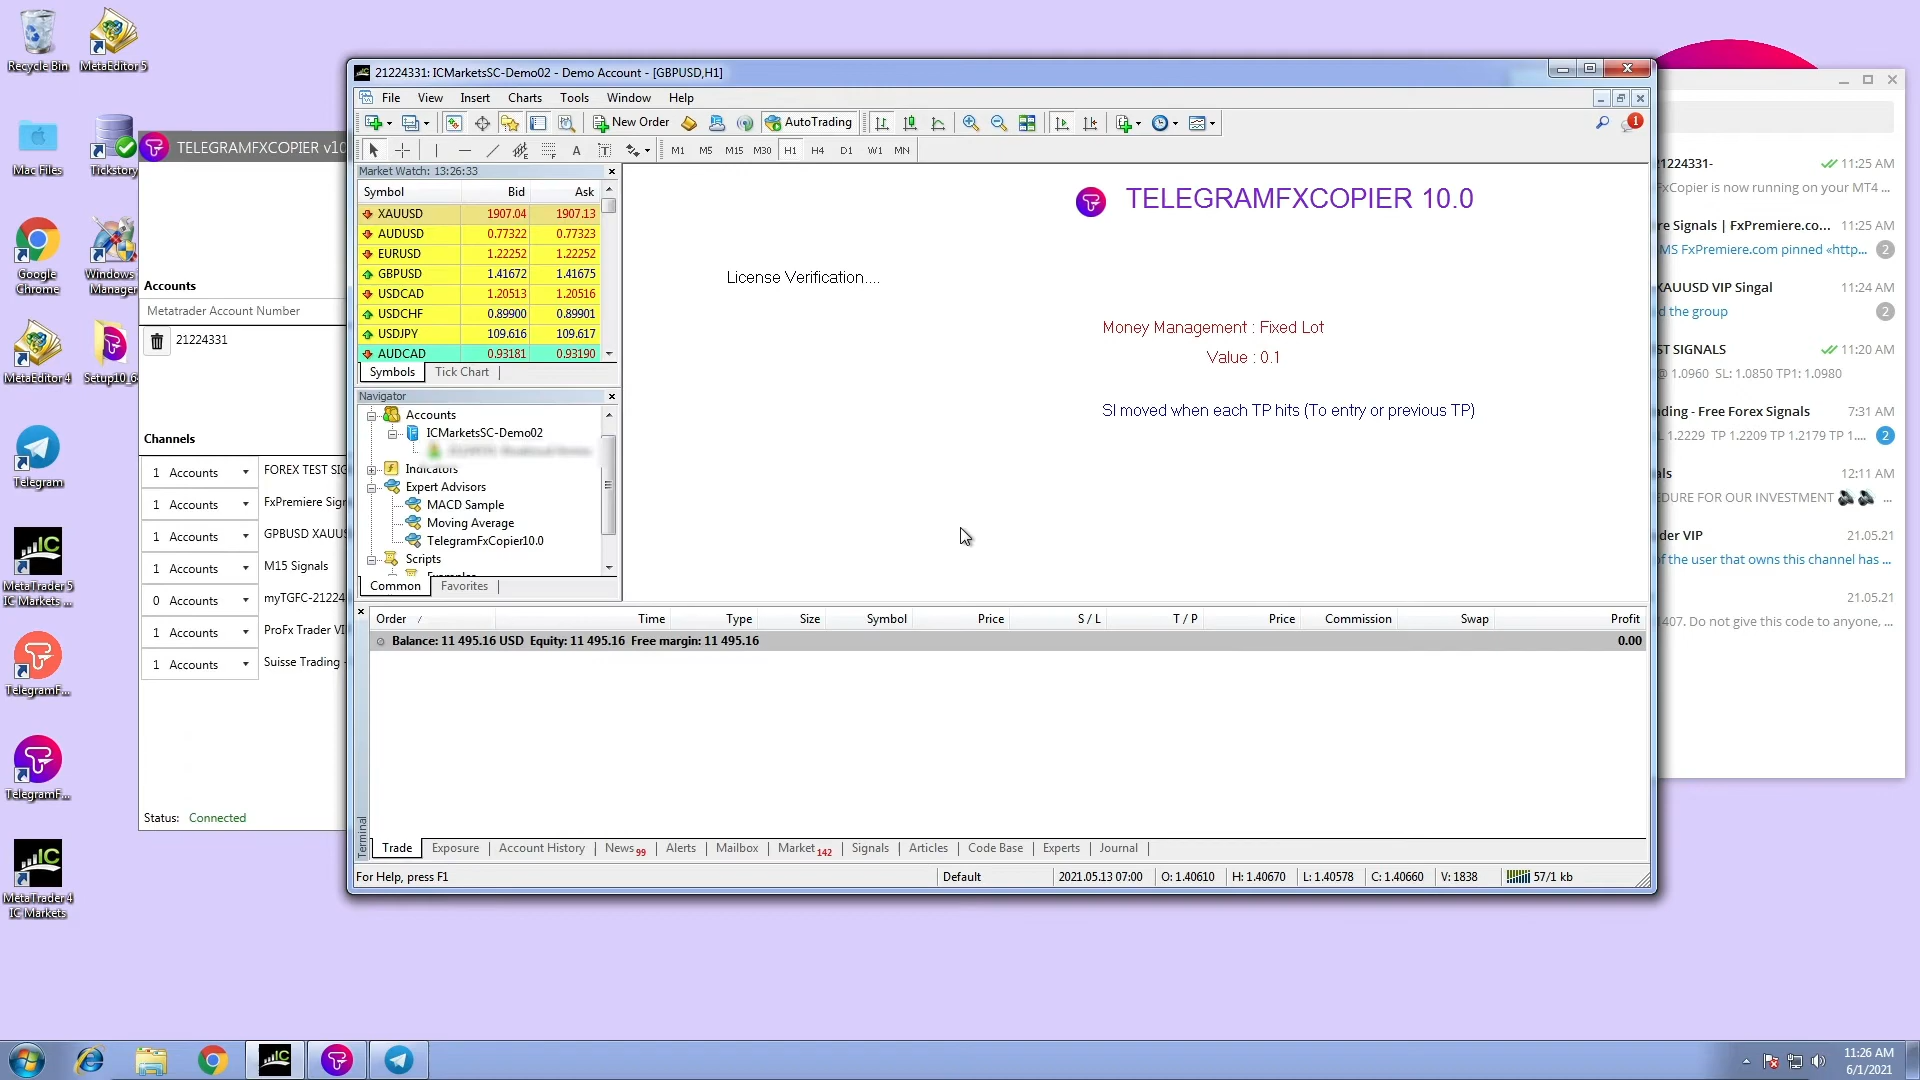 Recycle Bin
MetaEditor 5
Mac Files
Tickstory
Google Chrome
Windows Manager
MetaEditor 4
Setup10_6
Telegram
MetaTrader 5 IC Markets ...
TelegramF...
TelegramF...
MetaTrader 4 IC Markets
TELEGRAMFXCOPIER v10
Accounts
Metatrader Account Number
21224331
Channels
1 Accounts FOREX TEST SIG
1 Accounts FxPremiere Sign
1 Accounts GPBUSD XAUUS
1 Accounts M15 Signals
0 Accounts myTGFC-21224
1 Accounts ProFx Trader VI
1 Accounts Suisse Trading -
Status: Connected
21224331: ICMarketsSC-Demo02 - Demo Account - [GBPUSD,H1]
File View Insert Charts Tools Window Help
New Order AutoTrading 1
A T M1 M5 M15 M30 H1 H4 D1 W1 MN
Market Watch: 13:26:33
Symbol Bid Ask
XAUUSD 1907.04 1907.13
AUDUSD 0.77322 0.77323
EURUSD 1.22252 1.22252
GBPUSD 1.41672 1.41675
USDCAD 1.20513 1.20516
USDCHF 0.89900 0.89901
USDJPY 109.616 109.617
AUDCAD 0.93181 0.93190
Symbols Tick Chart
Navigator
Accounts
ICMarketsSC-Demo02
Indicators
Expert Advisors
MACD Sample
Moving Average
TelegramFxCopier10.0
Scripts
Examples
Common Favorites
TELEGRAMFXCOPIER 10.0
License Verification....
Money Management : Fixed Lot
Value : 0.1
Sl moved when each TP hits (To entry or previous TP)
Order / Time Type Size Symbol Price S / L T / P Price Commission Swap Profit
Balance: 11 495.16 USD Equity: 11 495.16 Free margin: 11 495.16 0.00
Terminal
Trade Exposure Account History News 99 Alerts Mailbox Market 142 Signals Articles Code Base Experts Journal
For Help, press F1 Default 2021.05.13 07:00 O: 1.40610 H: 1.40670 L: 1.40578 C: 1.40660 V: 1838 57/1 kb
21224331- 11:25 AM
FxCopier is now running on your MT4 ...
re Signals | FxPremiere.co... 11:25 AM
MS FxPremiere.com pinned «http... 2
XAUUSD VIP Singal 11:24 AM
d the group 2
ST SIGNALS 11:20 AM
@ 1.0960 SL: 1.0850 TP1: 1.0980
ding - Free Forex Signals 7:31 AM
L 1.2229 TP 1.2209 TP 1.2179 TP 1.... 2
als 12:11 AM
EDURE FOR OUR INVESTMENT ...
der VIP 21.05.21
of the user that owns this channel has ...
21.05.21
407. Do not give this code to anyone, ...
11:26 AM
6/1/2021